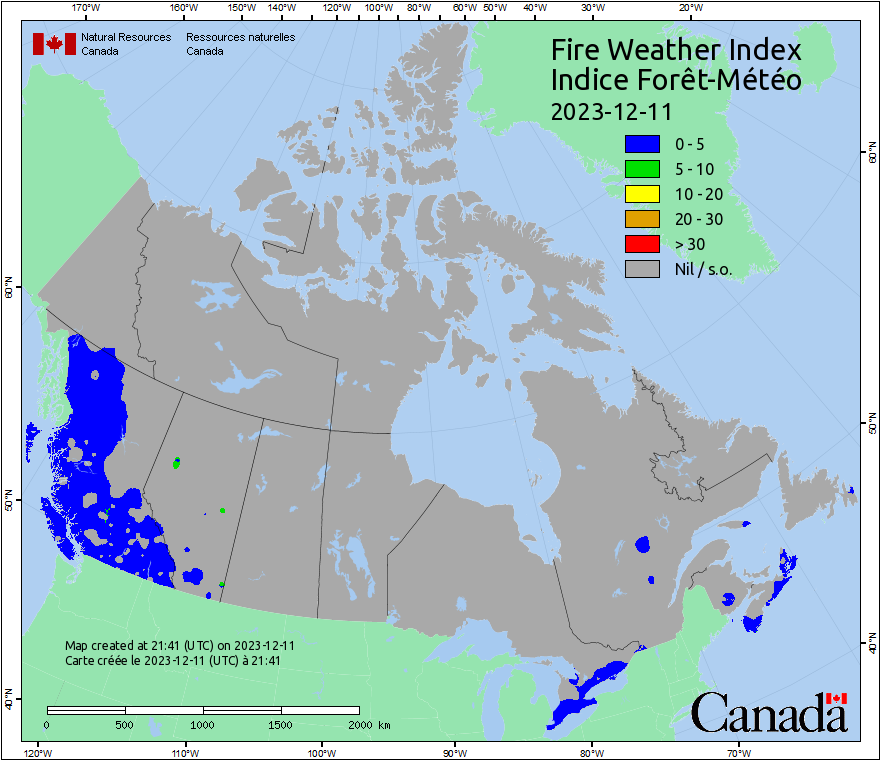 170°W 160°W 150°W 140°W 130°W 120°W 110°W 100°W 90°W 80°W 60°W 50°W 40°W 30°W 20°W
Natural Resources Ressources naturelles
Canada Canada
Fire Weather Index
Indice Forêt-Météo
2023-12-11
0 - 5
5 - 10
10 - 20
20 - 30
> 30
Nil / s.o.
60°N 60°N
50°N 50°N
40°N 40°N
Map created at 21:41 (UTC) on 2023-12-11
Carte créée le 2023-12-11 (UTC) à 21:41
0 500 1000 1500 2000 km
Canada
120°W 110°W 100°W 90°W 80°W 70°W